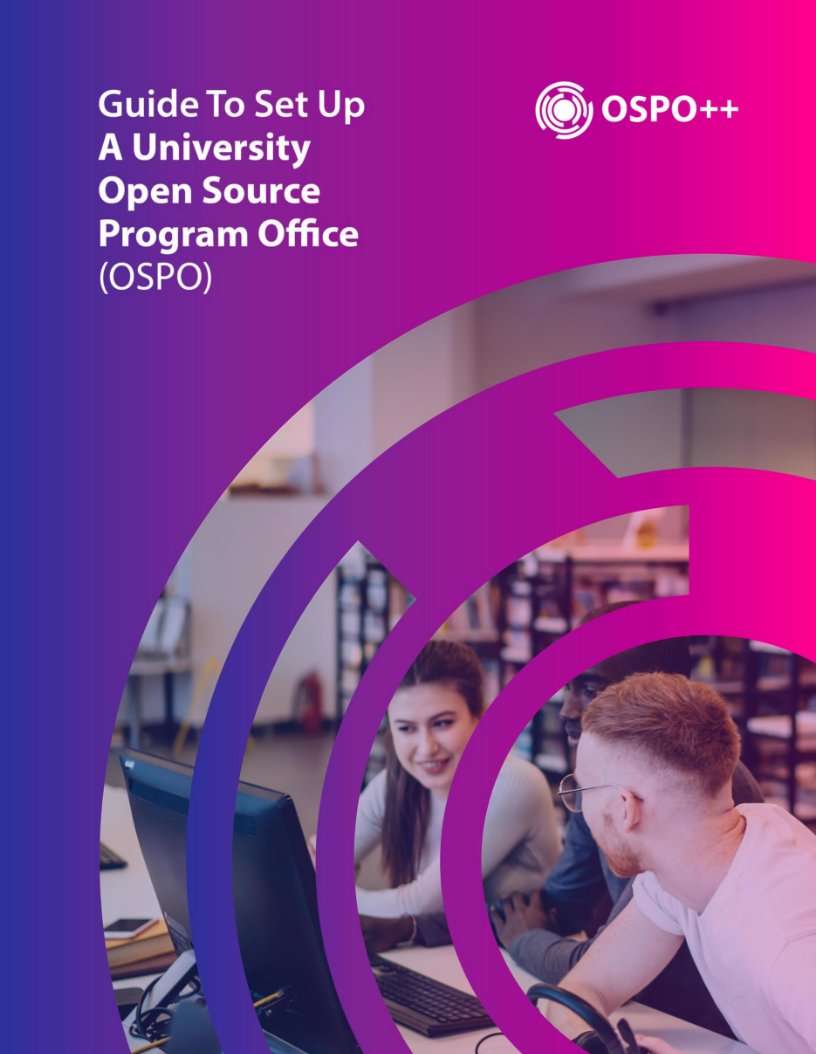 Guide To Set Up
A University
Open Source
Program Office
(OSPO)
OSPO++